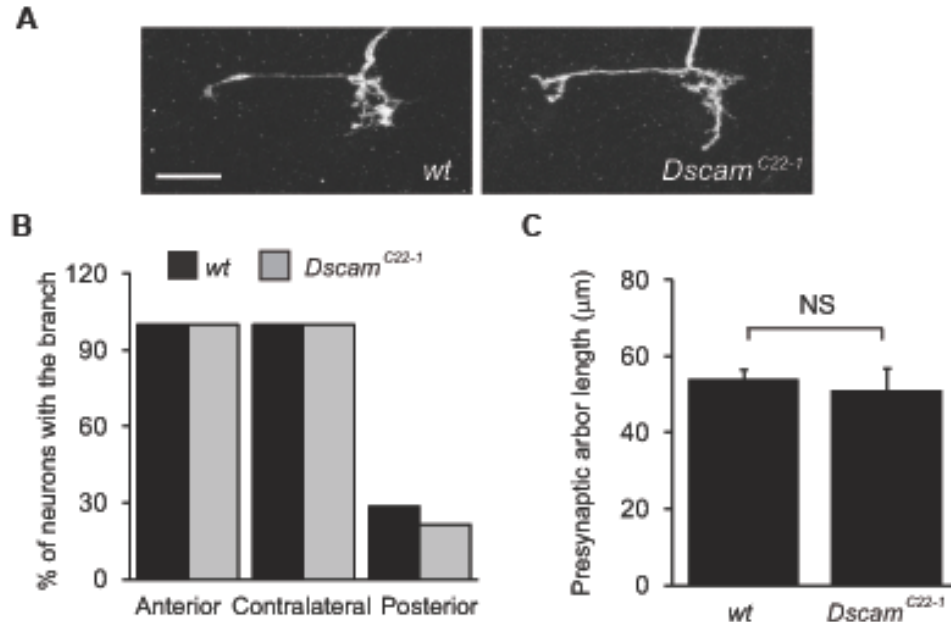 A
wt
Dscam C22-1
B
C
wt
Dscam C22-1
% of neurons with the branch
120
90
60
30
0
Anterior Contralateral Posterior
Presynaptic arbor length (μm)
80
60
40
20
0
NS
wt
Dscam C22-1